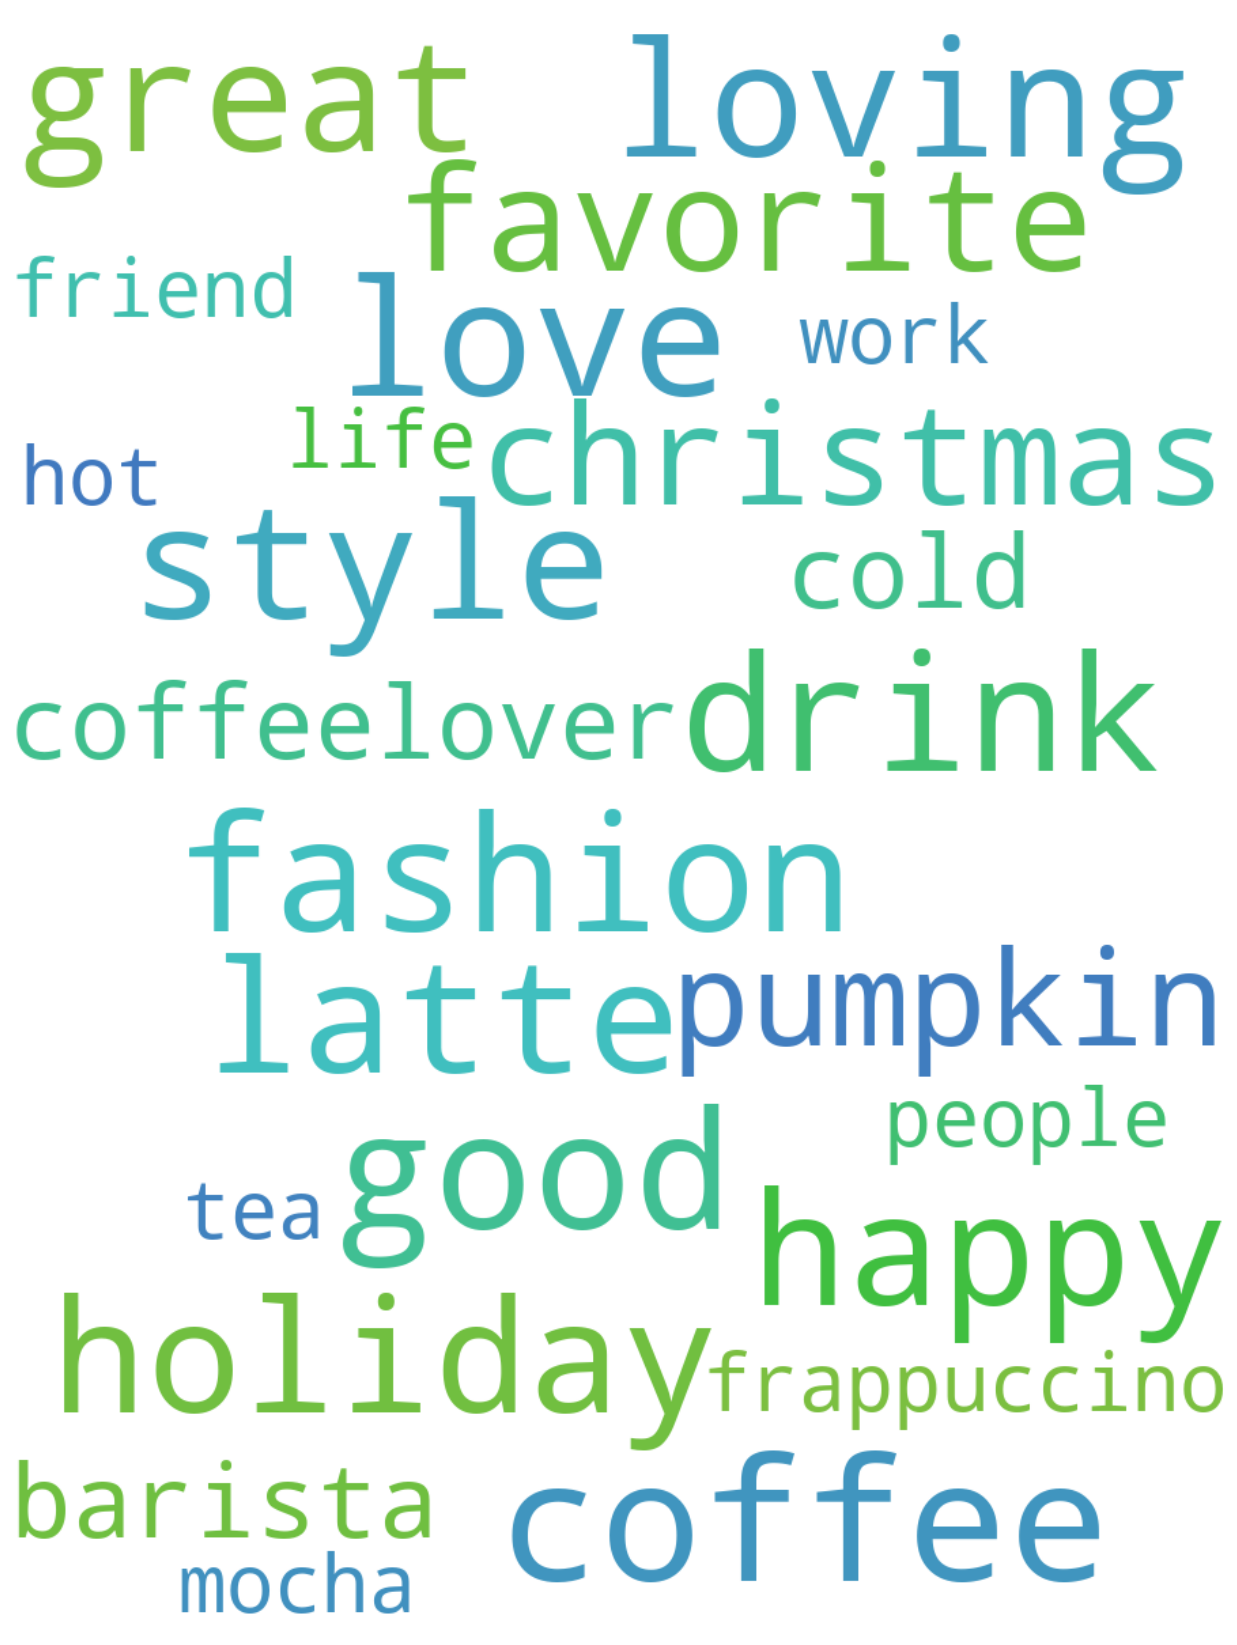 great loving
favorite
friend love work
life christmas
hot
style cold
coffeelover drink
fashion
latte pumpkin
people
tea good happy
holiday frappuccino
barista coffee
mocha